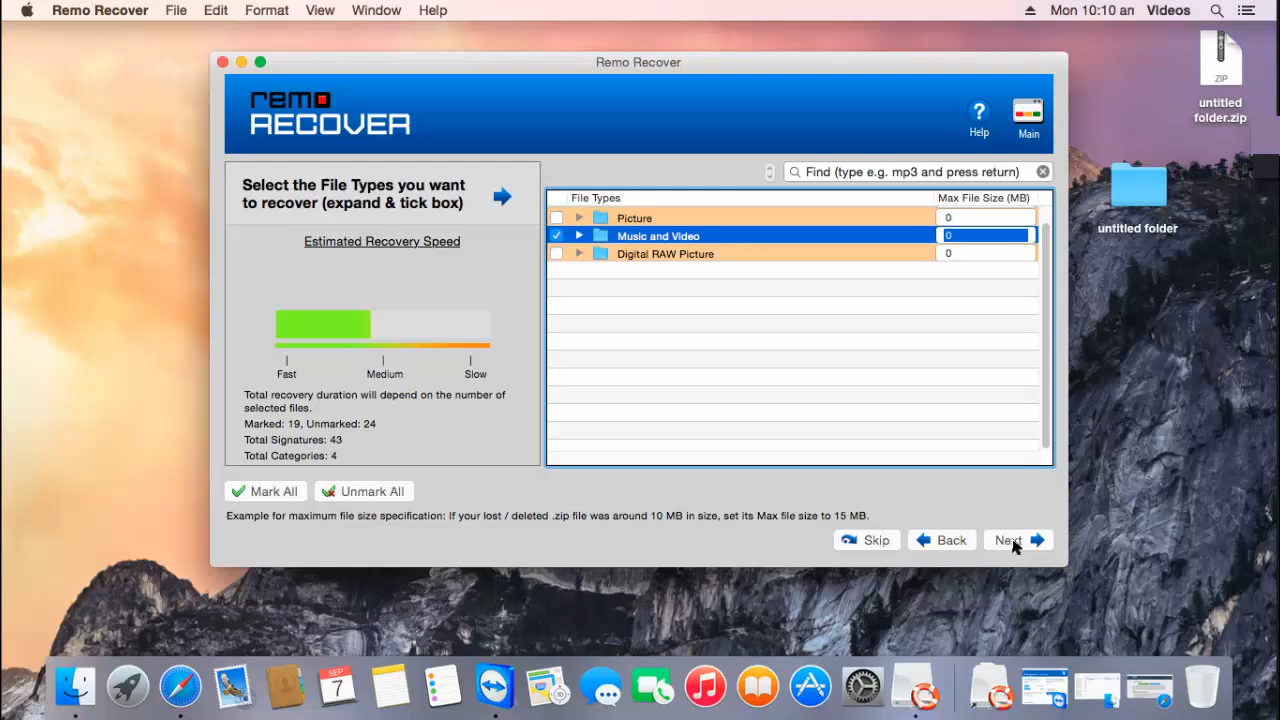 Remo Recover File Edit Format View Window Help Mon 10:10 an Videos
Remo Recover
remo
RECOVER
Help
Main
ZIP
untitled
folder.zip
untitled folder
Select the File Types you want
to recover (expand & tick box)
Estimated Recovery Speed
Fast Medium Slow
Total recovery duration will depend on the number of
selected files.
Marked: 19, Unmarked: 24
Total Signatures: 43
Total Categories: 4
Find (type e.g. mp3 and press return)
File Types Max File Size (MB)
Picture 0
Music and Video 0
Digital RAW Picture 0
Mark All Unmark All
Example for maximum file size specification: If your lost / deleted .zip file was around 10 MB in size, set its Max file size to 15 MB.
Skip Back Next
SEP
7